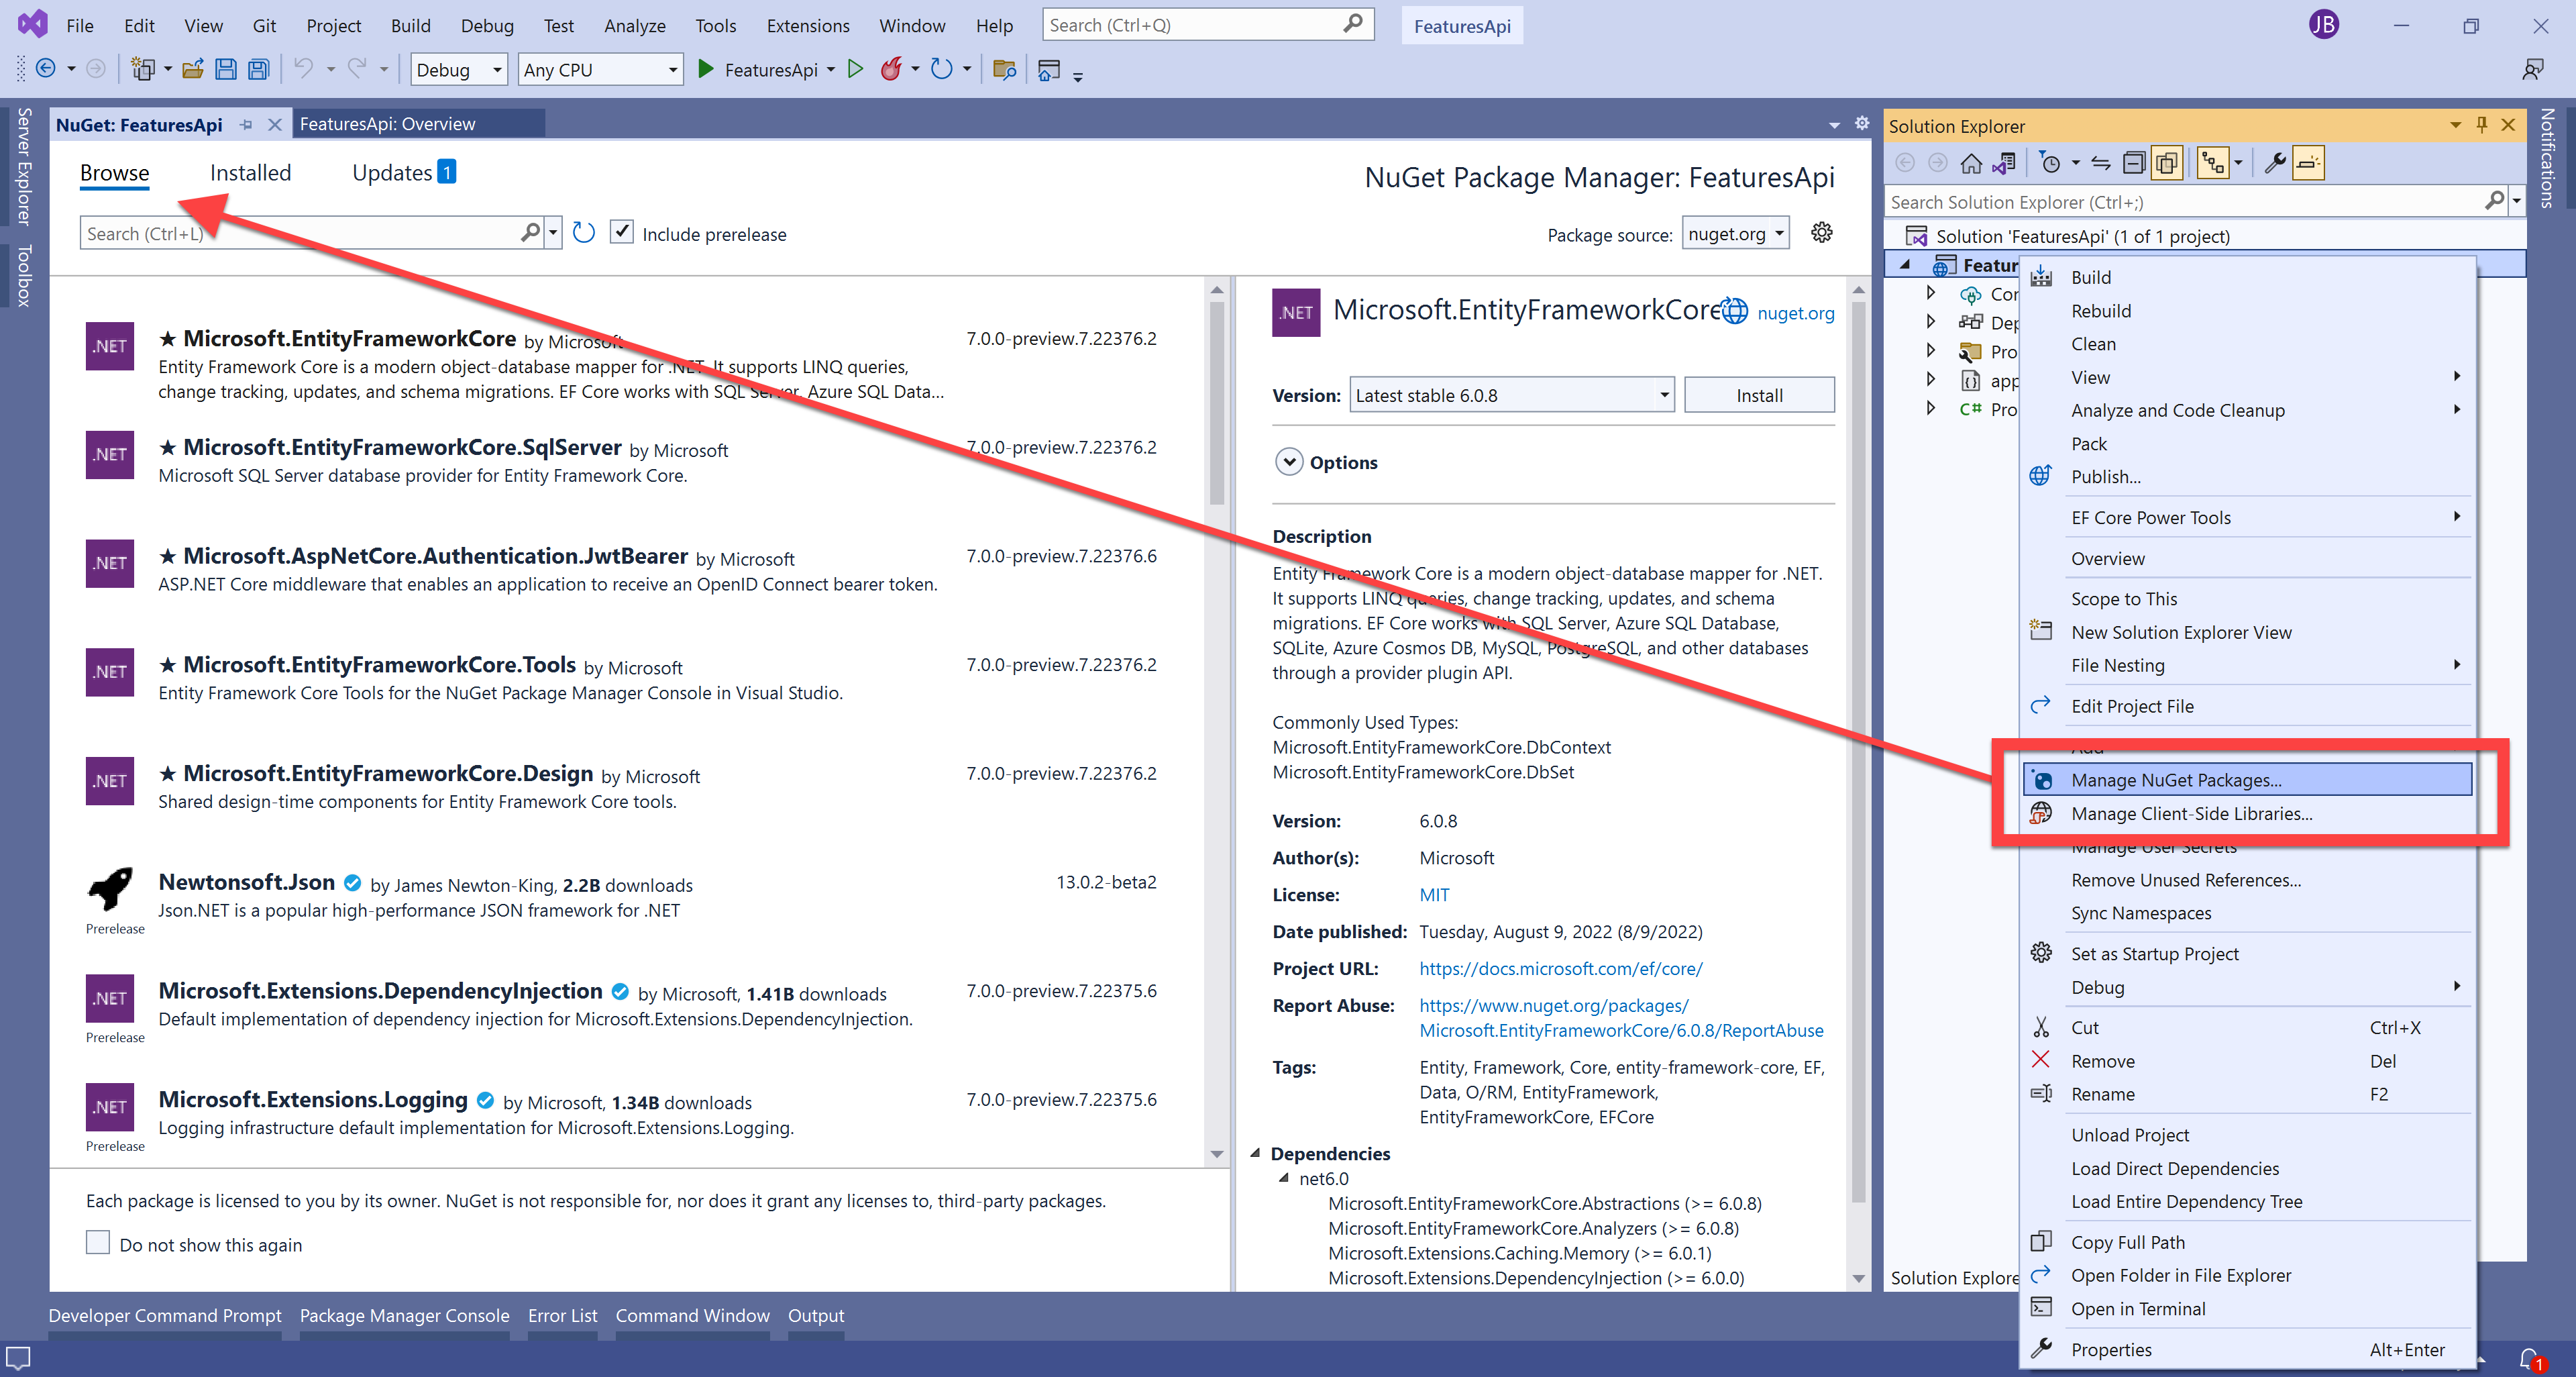 File Edit View Git Project Build Debug Test Analyze Tools Extensions Window Help Search (Ctrl+Q) FeaturesApi JB
Debug Any CPU FeaturesApi
Server Explorer
Toolbox
NuGet: FeaturesApi FeaturesApi: Overview
Browse Installed Updates 1
NuGet Package Manager: FeaturesApi
Search (Ctrl+L) Include prerelease
Package source: nuget.org
.NET ★ Microsoft.EntityFrameworkCore by Microsoft 7.0.0-preview.7.22376.2
Entity Framework Core is a modern object-database mapper for .NET. It supports LINQ queries,
change tracking, updates, and schema migrations. EF Core works with SQL Server, Azure SQL Data...
.NET ★ Microsoft.EntityFrameworkCore.SqlServer by Microsoft 7.0.0-preview.7.22376.2
Microsoft SQL Server database provider for Entity Framework Core.
.NET ★ Microsoft.AspNetCore.Authentication.JwtBearer by Microsoft 7.0.0-preview.7.22376.6
ASP.NET Core middleware that enables an application to receive an OpenID Connect bearer token.
.NET ★ Microsoft.EntityFrameworkCore.Tools by Microsoft 7.0.0-preview.7.22376.2
Entity Framework Core Tools for the NuGet Package Manager Console in Visual Studio.
.NET ★ Microsoft.EntityFrameworkCore.Design by Microsoft 7.0.0-preview.7.22376.2
Shared design-time components for Entity Framework Core tools.
Newtonsoft.Json by James Newton-King, 2.2B downloads 13.0.2-beta2
Json.NET is a popular high-performance JSON framework for .NET
Prerelease
.NET Microsoft.Extensions.DependencyInjection by Microsoft, 1.41B downloads 7.0.0-preview.7.22375.6
Default implementation of dependency injection for Microsoft.Extensions.DependencyInjection.
Prerelease
.NET Microsoft.Extensions.Logging by Microsoft, 1.34B downloads 7.0.0-preview.7.22375.6
Logging infrastructure default implementation for Microsoft.Extensions.Logging.
Prerelease
Each package is licensed to you by its owner. NuGet is not responsible for, nor does it grant any licenses to, third-party packages.
Do not show this again
.NET Microsoft.EntityFrameworkCore nuget.org
Version: Latest stable 6.0.8 Install
Options
Description
Entity Framework Core is a modern object-database mapper for .NET.
It supports LINQ queries, change tracking, updates, and schema
migrations. EF Core works with SQL Server, Azure SQL Database,
SQLite, Azure Cosmos DB, MySQL, PostgreSQL, and other databases
through a provider plugin API.
Commonly Used Types:
Microsoft.EntityFrameworkCore.DbContext
Microsoft.EntityFrameworkCore.DbSet
Version: 6.0.8
Author(s): Microsoft
License: MIT
Date published: Tuesday, August 9, 2022 (8/9/2022)
Project URL: https://docs.microsoft.com/ef/core/
Report Abuse: https://www.nuget.org/packages/
Microsoft.EntityFrameworkCore/6.0.8/ReportAbuse
Tags: Entity, Framework, Core, entity-framework-core, EF,
Data, O/RM, EntityFramework,
EntityFrameworkCore, EFCore
Dependencies
net6.0
Microsoft.EntityFrameworkCore.Abstractions (>= 6.0.8)
Microsoft.EntityFrameworkCore.Analyzers (>= 6.0.8)
Microsoft.Extensions.Caching.Memory (>= 6.0.1)
Microsoft.Extensions.DependencyInjection (>= 6.0.0)
Solution Explorer
Search Solution Explorer (Ctrl+;)
Solution 'FeaturesApi' (1 of 1 project)
Featur
Con
Dep
Pro
app
C# Pro
Solution Explore
Build
Rebuild
Clean
View
Analyze and Code Cleanup
Pack
Publish...
EF Core Power Tools
Overview
Scope to This
New Solution Explorer View
File Nesting
Edit Project File
Add
Manage NuGet Packages...
Manage Client-Side Libraries...
Manage User Secrets
Remove Unused References...
Sync Namespaces
Set as Startup Project
Debug
Cut Ctrl+X
Remove Del
Rename F2
Unload Project
Load Direct Dependencies
Load Entire Dependency Tree
Copy Full Path
Open Folder in File Explorer
Open in Terminal
Properties Alt+Enter
Notifications
Developer Command Prompt Package Manager Console Error List Command Window Output
1